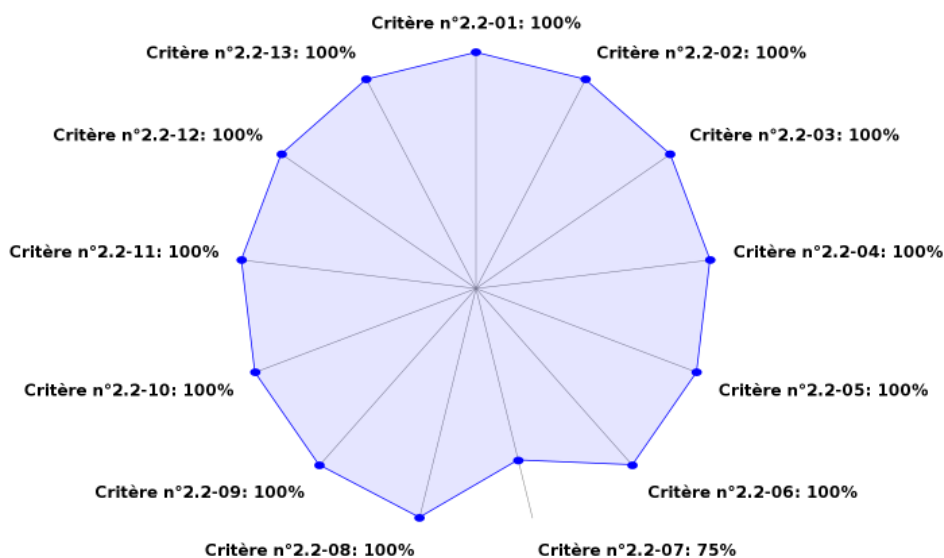 Critère n°2.2-01: 100%
Critère n°2.2-13: 100%
Critère n°2.2-02: 100%
Critère n°2.2-12: 100%
Critère n°2.2-03: 100%
Critère n°2.2-11: 100%
Critère n°2.2-04: 100%
Critère n°2.2-10: 100%
Critère n°2.2-05: 100%
Critère n°2.2-09: 100%
Critère n°2.2-06: 100%
Critère n°2.2-08: 100%
Critère n°2.2-07: 75%